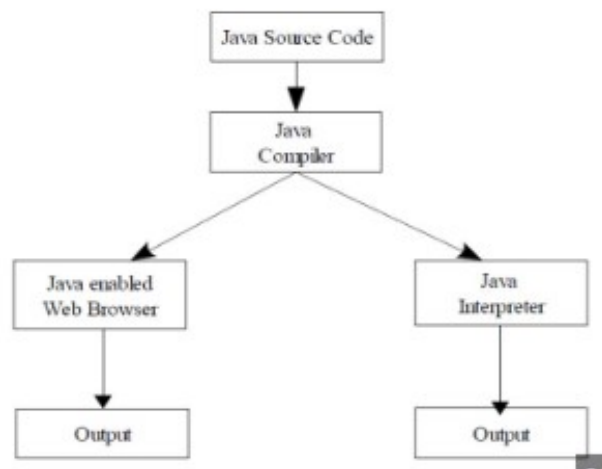 Java Source Code
Java
Compiler
Java enabled
Web Browser
Java
Interpreter
Output
Output